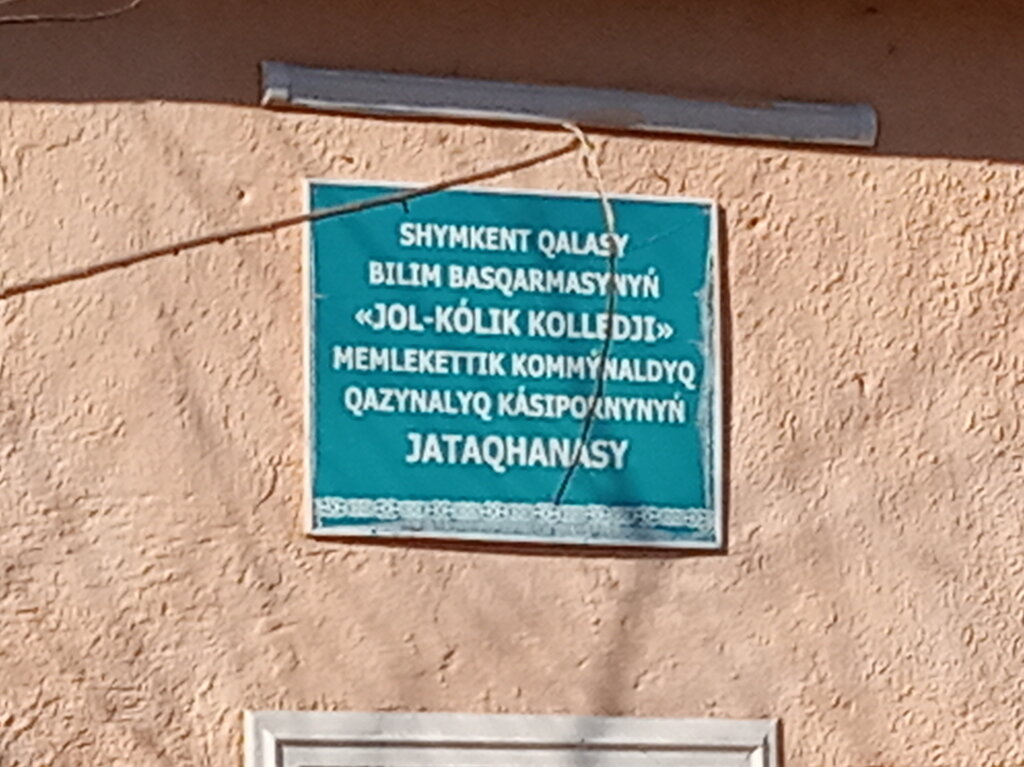 SHYMKENT QALASY
BILIM BASQARMASYNYŃ
«JOL-KÓLIK KOLLEDJI»
MEMLEKETTIK KOMMÝNALDYQ
QAZYNALYQ KÁSIPORNYNYŃ
JATAQHANASY